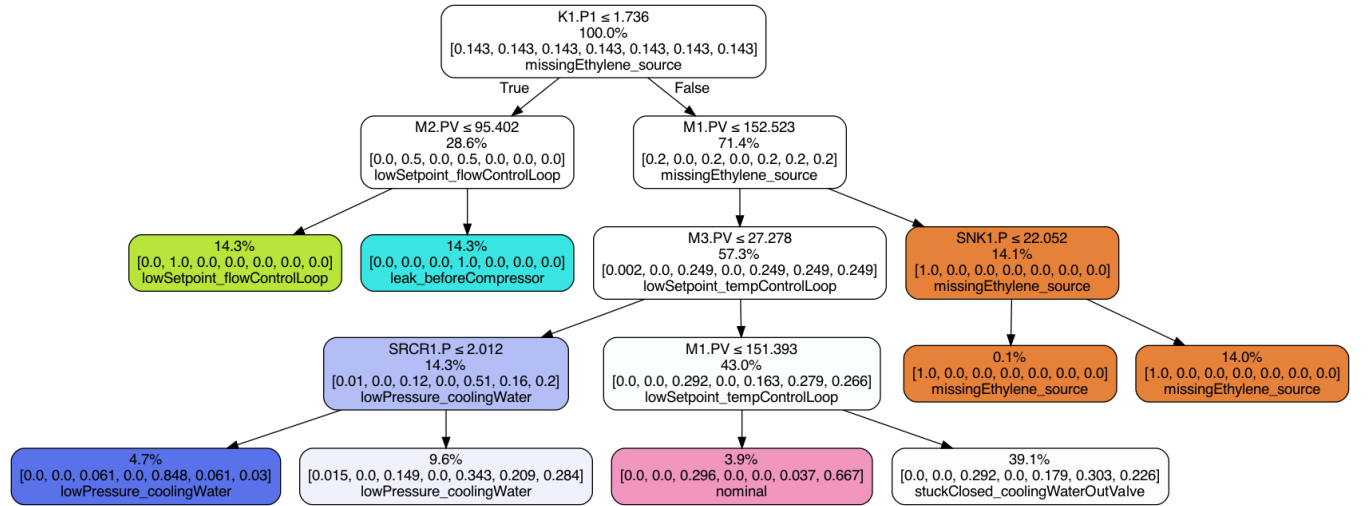 K1.P1 ≤ 1.736
100.0%
[0.143, 0.143, 0.143, 0.143, 0.143, 0.143, 0.143]
missingEthylene_source
True
False
M2.PV ≤ 95.402
28.6%
[0.0, 0.5, 0.0, 0.5, 0.0, 0.0, 0.0]
lowSetpoint_flowControlLoop
M1.PV ≤ 152.523
71.4%
[0.2, 0.0, 0.2, 0.0, 0.2, 0.2, 0.2]
missingEthylene_source
14.3%
[0.0, 1.0, 0.0, 0.0, 0.0, 0.0, 0.0]
lowSetpoint_flowControlLoop
14.3%
[0.0, 0.0, 0.0, 1.0, 0.0, 0.0, 0.0]
leak_beforeCompressor
M3.PV ≤ 27.278
57.3%
[0.002, 0.0, 0.249, 0.0, 0.249, 0.249, 0.249]
lowSetpoint_tempControlLoop
SNK1.P ≤ 22.052
14.1%
[1.0, 0.0, 0.0, 0.0, 0.0, 0.0, 0.0]
missingEthylene_source
SRCR1.P ≤ 2.012
14.3%
[0.01, 0.0, 0.12, 0.0, 0.51, 0.16, 0.2]
lowPressure_coolingWater
M1.PV ≤ 151.393
43.0%
[0.0, 0.0, 0.292, 0.0, 0.163, 0.279, 0.266]
lowSetpoint_tempControlLoop
0.1%
[1.0, 0.0, 0.0, 0.0, 0.0, 0.0, 0.0]
missingEthylene_source
14.0%
[1.0, 0.0, 0.0, 0.0, 0.0, 0.0, 0.0]
missingEthylene_source
4.7%
[0.0, 0.0, 0.061, 0.0, 0.848, 0.061, 0.03]
lowPressure_coolingWater
9.6%
[0.015, 0.0, 0.149, 0.0, 0.343, 0.209, 0.284]
lowPressure_coolingWater
3.9%
[0.0, 0.0, 0.296, 0.0, 0.0, 0.037, 0.667]
nominal
39.1%
[0.0, 0.0, 0.292, 0.0, 0.179, 0.303, 0.226]
stuckClosed_coolingWaterOutValve